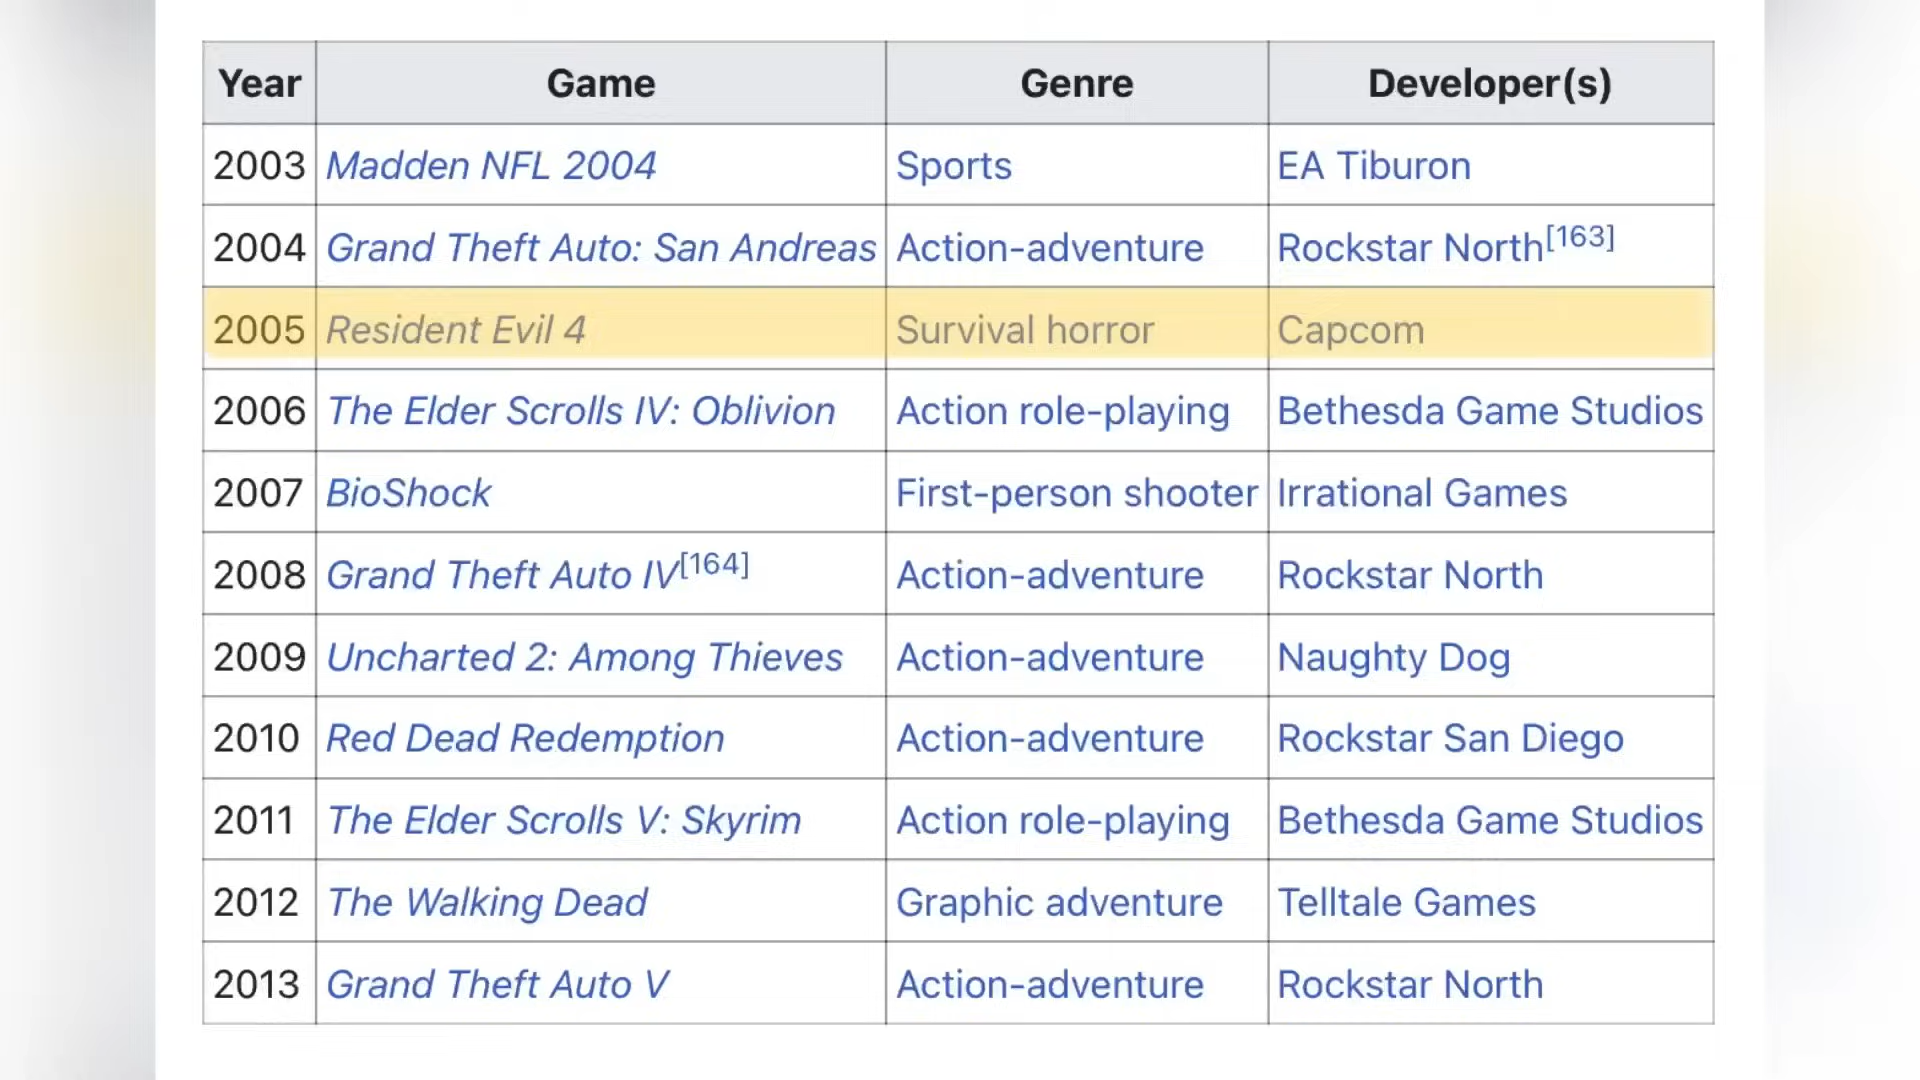 Year Game Genre Developer(s)
2003 Madden NFL 2004 Sports EA Tiburon
2004 Grand Theft Auto: San Andreas Action-adventure Rockstar North[163]
2005 Resident Evil 4 Survival horror Capcom
2006 The Elder Scrolls IV: Oblivion Action role-playing Bethesda Game Studios
2007 BioShock First-person shooter Irrational Games
2008 Grand Theft Auto IV[164] Action-adventure Rockstar North
2009 Uncharted 2: Among Thieves Action-adventure Naughty Dog
2010 Red Dead Redemption Action-adventure Rockstar San Diego
2011 The Elder Scrolls V: Skyrim Action role-playing Bethesda Game Studios
2012 The Walking Dead Graphic adventure Telltale Games
2013 Grand Theft Auto V Action-adventure Rockstar North